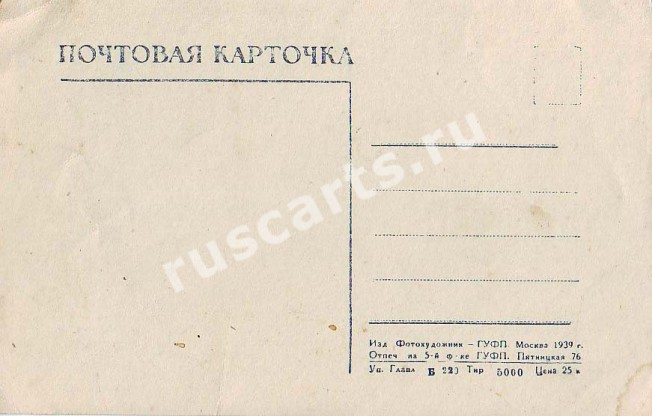 ПОЧТОВАЯ КАРТОЧКА
ruscarts.ru
Изд Фотохудожник – ГУФП. Москва 1939 г.
Отпеч на 5-й ф-ке ГУФП. Пятницкая 76
Уп. Главл Б 223 Тир 5000 Цена 25 к